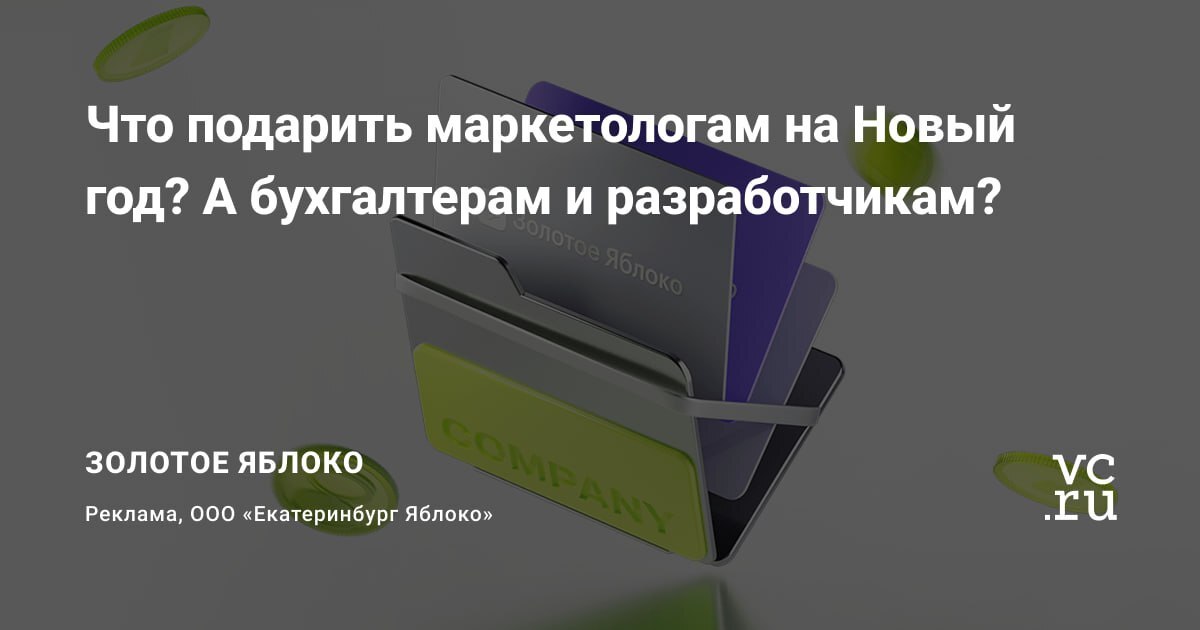 Что подарить маркетологам на Новый
год? А бухгалтерам и разработчикам?
Золотое Яблоко
COMPANY
ЗОЛОТОЕ ЯБЛОКО
Реклама, ООО «Екатеринбург Яблоко»
vc
.ru